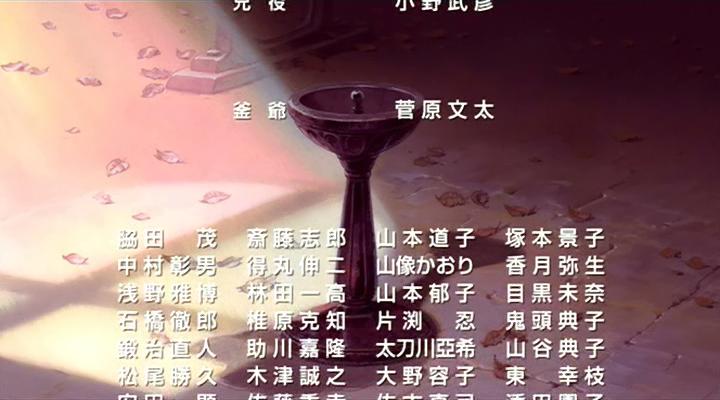 兄役 小野武彦
釜爺 菅原文太
脇田 茂 斎藤志郎 山本道子 塚本景子
中村彰男 得丸伸二 山像かおり 香月弥生
浅野雅博 林田一高 山本郁子 目黒未奈
石橋徹郎 椎原克知 片渕 忍 鬼頭典子
鍛治直人 助川嘉隆 太刀川亞希 山谷典子
松尾勝久 木津誠之 大野容子 東 幸枝